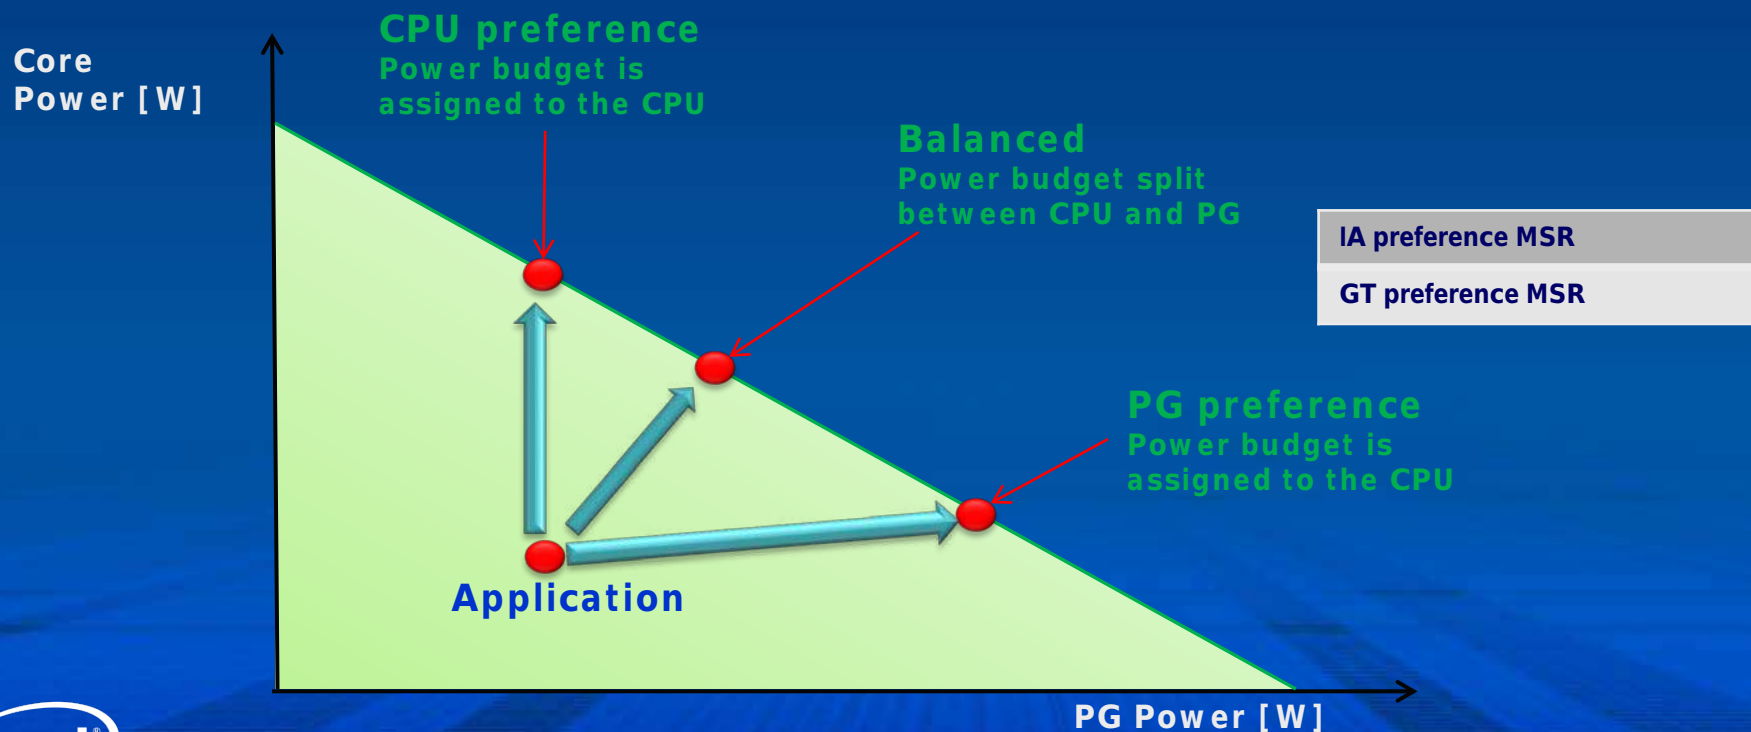 Core
Power [W]
CPU preference
Power budget is
assigned to the CPU
Balanced
Power budget split
between CPU and PG
IA preference MSR
GT preference MSR
PG preference
Power budget is
assigned to the CPU
Application
PG Power [W]